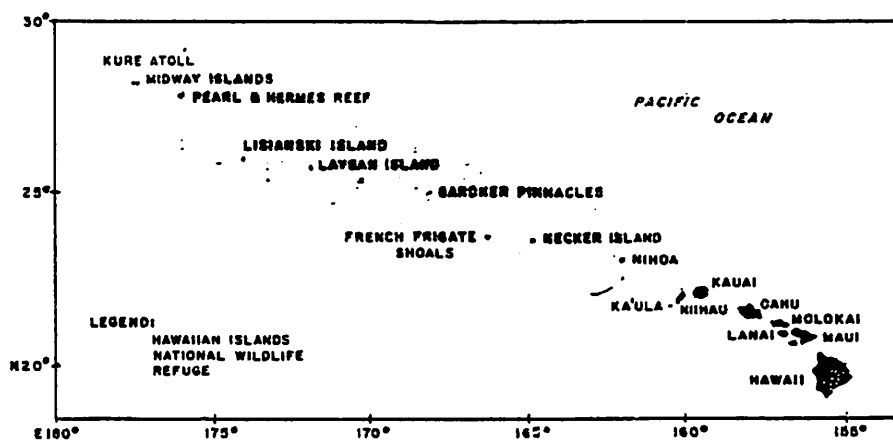 30°
KURE ATOLL
MIDWAY ISLANDS
PEARL & HERMES REEF
PACIFIC
OCEAN
LISIANSKI ISLAND
LAYSAN ISLAND
25°
GARDNER PINNACLES
FRENCH FRIGATE
SHOALS
NECKER ISLAND
NIHOA
KAUAI
KA'ULA
NIIHAU
OAHU
MOLOKAI
LANAI
MAUI
LEGEND:
HAWAIIAN ISLANDS
NATIONAL WILDLIFE
REFUGE
N20°
HAWAII
E180°
175°
170°
165°
160°
155°